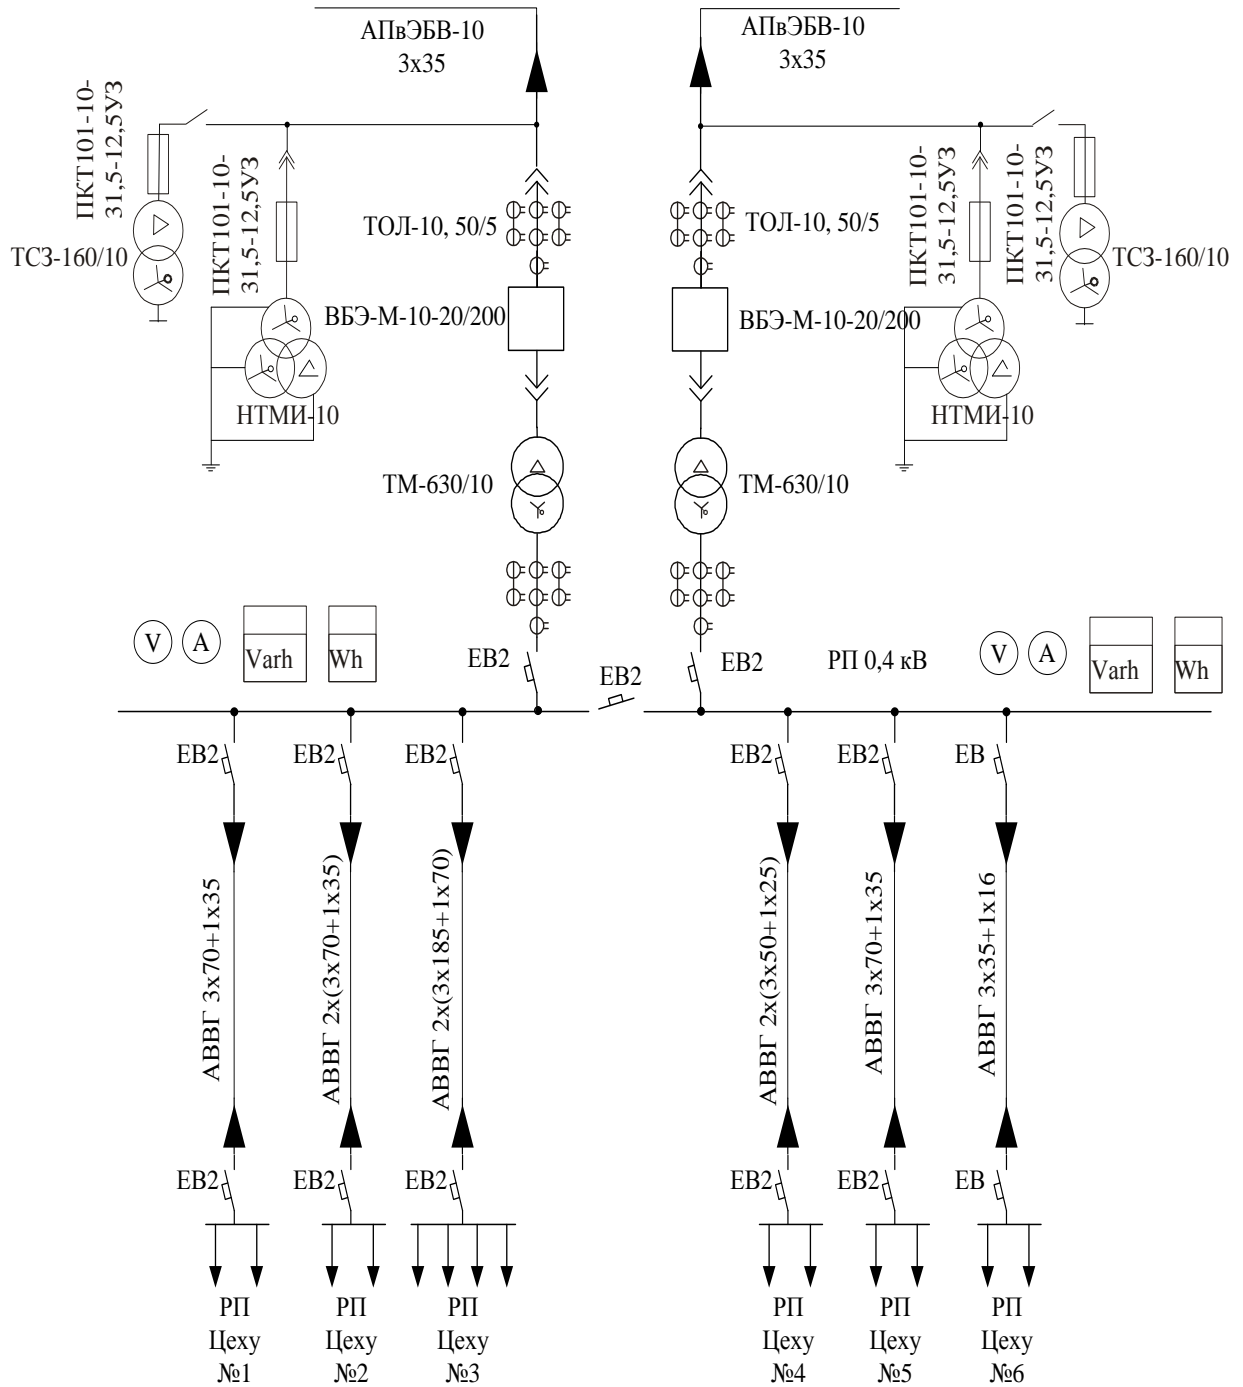 АПвЭБВ-10
3х35
АПвЭБВ-10
3х35
ПКТ101-10-
31,5-12,5УЗ
ПКТ101-10-
31,5-12,5УЗ
ТОЛ-10, 50/5
ТОЛ-10, 50/5
ПКТ101-10-
31,5-12,5УЗ
ПКТ101-10-
31,5-12,5УЗ
ТСЗ-160/10
ТСЗ-160/10
ВБЭ-М-10-20/200
ВБЭ-М-10-20/200
НТМИ-10
НТМИ-10
ТМ-630/10
ТМ-630/10
V
A
Varh
Wh
ЕВ2
ЕВ2
ЕВ2
РП 0,4 кВ
V
A
Varh
Wh
ЕВ2
ЕВ2
ЕВ2
ЕВ2
ЕВ2
ЕВ
АВВГ 3х70+1х35
АВВГ 2х(3х70+1х35)
АВВГ 2х(3х185+1х70)
АВВГ 2х(3х50+1х25)
АВВГ 3х70+1х35
АВВГ 3х35+1х16
ЕВ2
ЕВ2
ЕВ2
ЕВ2
ЕВ2
ЕВ
РП
Цеху
№1
РП
Цеху
№2
РП
Цеху
№3
РП
Цеху
№4
РП
Цеху
№5
РП
Цеху
№6